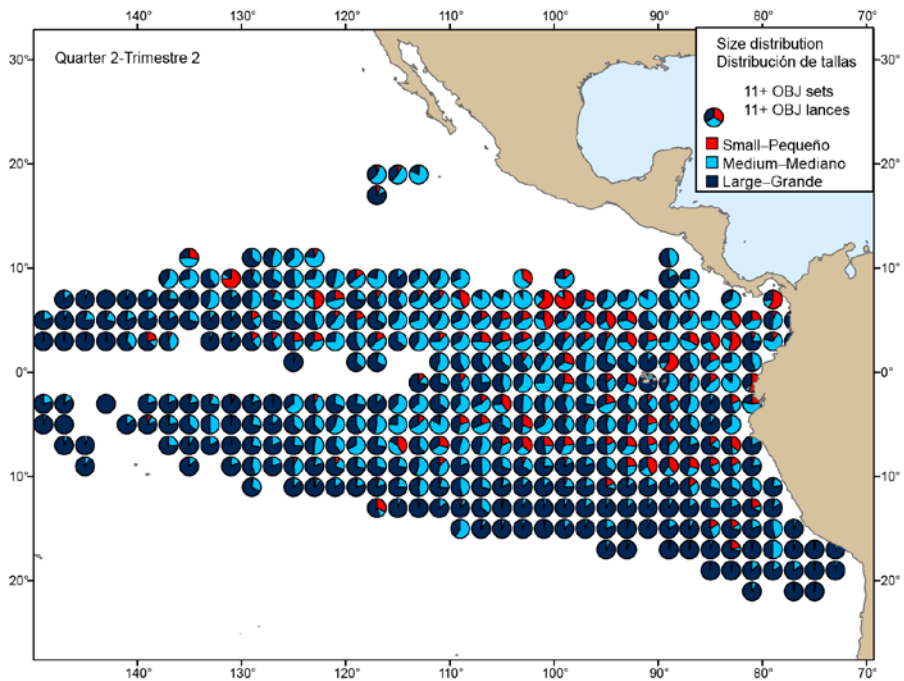 140° 130° 120° 110° 100° 90° 80° 70°
Quarter 2-Trimestre 2
Size distribution
Distribución de tallas
11+ OBJ sets
11+ OBJ lances
Small–Pequeño
Medium–Mediano
Large–Grande
30° 30°
20° 20°
10° 10°
0° 0°
10° 10°
20° 20°
140° 130° 120° 110° 100° 90° 80° 70°